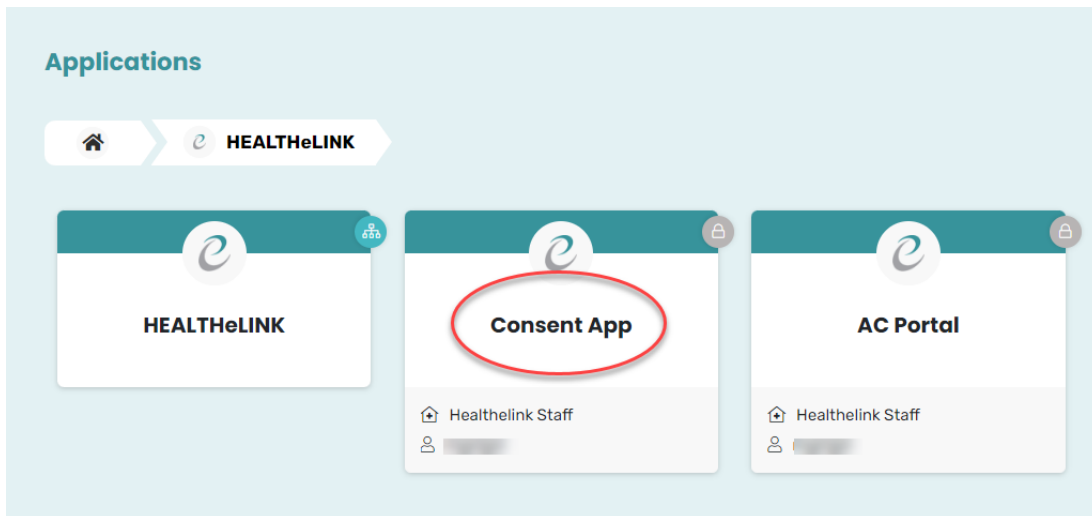 Applications
HEALTHeLINK
HEALTHeLINK
Consent App
AC Portal
Healthelink Staff
Healthelink Staff